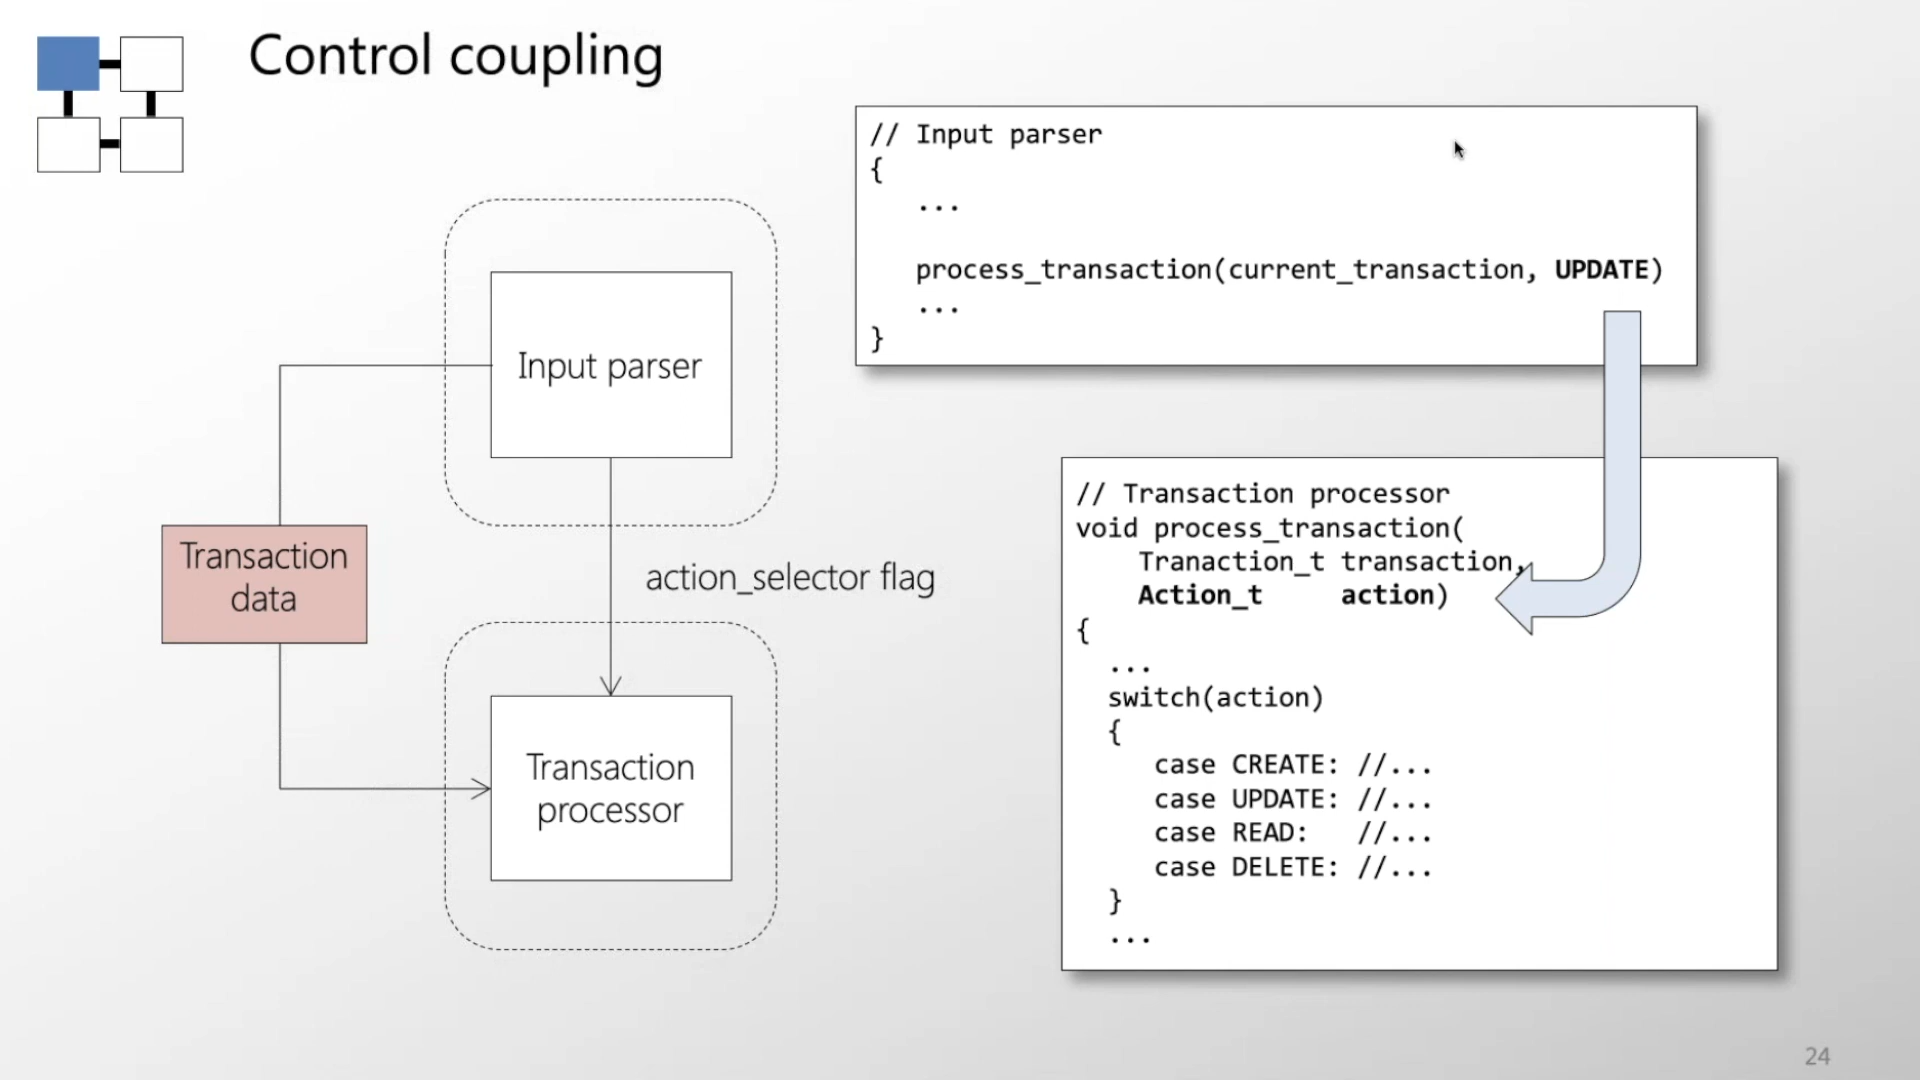 Control coupling
// Input parser
{
...
process_transaction(current_transaction, UPDATE)
...
}
Input parser
Transaction
data
action_selector flag
Transaction
processor
// Transaction processor
void process_transaction(
Tranaction_t transaction,
Action_t action)
{
...
switch(action)
{
case CREATE: //...
case UPDATE: //...
case READ: //...
case DELETE: //...
}
...
24